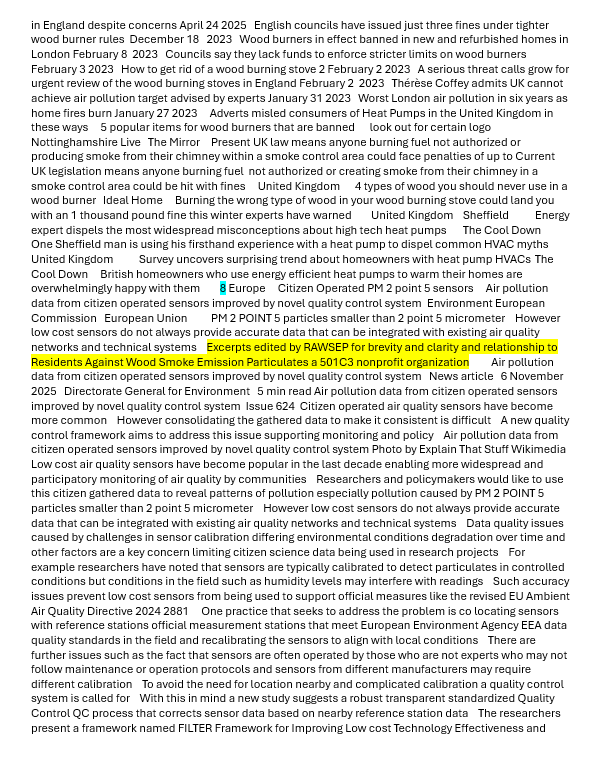 in England despite concerns April 24 2025   English councils have issued just three fines under tighter
wood burner rules  December 18   2023   Wood burners in effect banned in new and refurbished homes in
London February 8  2023   Councils say they lack funds to enforce stricter limits on wood burners
February 3 2023   How to get rid of a wood burning stove 2 February 2 2023   A serious threat calls grow for
urgent review of the wood burning stoves in England February 2  2023   Thérèse Coffey admits UK cannot
achieve air pollution target advised by experts January 31 2023   Worst London air pollution in six years as
home fires burn January 27 2023    Adverts misled consumers of Heat Pumps in the United Kingdom in
these ways    5 popular items for wood burners that are banned     look out for certain logo
Nottinghamshire Live  The Mirror    Present UK law means anyone burning fuel not authorized or
producing smoke from their chimney within a smoke control area could face penalties of up to Current
UK legislation means anyone burning fuel  not authorized or creating smoke from their chimney in a
smoke control area could be hit with fines    United Kingdom     4 types of wood you should never use in a
wood burner  Ideal Home    Burning the wrong type of wood in your wood burning stove could land you
with an 1 thousand pound fine this winter experts have warned      United Kingdom   Sheffield        Energy
expert dispels the most widespread misconceptions about high tech heat pumps     The Cool Down
One Sheffield man is using his firsthand experience with a heat pump to dispel common HVAC myths
United Kingdom        Survey uncovers surprising trend about homeowners with heat pump HVACs  The
Cool Down    British homeowners who use energy efficient heat pumps to warm their homes are
overwhelmingly happy with them      8 Europe    Citizen Operated PM 2 point 5 sensors    Air pollution
data from citizen operated sensors improved by novel quality control system  Environment European
Commission   European Union       PM 2 POINT 5 particles smaller than 2 point 5 micrometer   However
low cost sensors do not always provide accurate data that can be integrated with existing air quality
networks and technical systems   Excerpts edited by RAWSEP for brevity and clarity and relationship to
Residents Against Wood Smoke Emission Particulates a 501C3 nonprofit organization       Air pollution
data from citizen operated sensors improved by novel quality control system   News article   6 November
2025   Directorate General for Environment   5 min read Air pollution data from citizen operated sensors
improved by novel quality control system  Issue 624  Citizen operated air quality sensors have become
more common   However consolidating the gathered data to make it consistent is difficult   A new quality
control framework aims to address this issue supporting monitoring and policy   Air pollution data from
citizen operated sensors improved by novel quality control system Photo by Explain That Stuff Wikimedia
Low cost air quality sensors have become popular in the last decade enabling more widespread and
participatory monitoring of air quality by communities   Researchers and policymakers would like to use
this citizen gathered data to reveal patterns of pollution especially pollution caused by PM 2 POINT 5
particles smaller than 2 point 5 micrometer   However low cost sensors do not always provide accurate
data that can be integrated with existing air quality networks and technical systems   Data quality issues
caused by challenges in sensor calibration differing environmental conditions degradation over time and
other factors are a key concern limiting citizen science data being used in research projects   For
example researchers have noted that sensors are typically calibrated to detect particulates in controlled
conditions but conditions in the field such as humidity levels may interfere with readings   Such accuracy
issues prevent low cost sensors from being used to support official measures like the revised EU Ambient
Air Quality Directive 2024 2881    One practice that seeks to address the problem is co locating sensors
with reference stations official measurement stations that meet European Environment Agency EEA data
quality standards in the field and recalibrating the sensors to align with local conditions   There are
further issues such as the fact that sensors are often operated by those who are not experts who may not
follow maintenance or operation protocols and sensors from different manufacturers may require
different calibration   To avoid the need for location nearby and complicated calibration a quality control
system is called for   With this in mind a new study suggests a robust transparent standardized Quality
Control QC process that corrects sensor data based on nearby reference station data   The researchers
present a framework named FILTER Framework for Improving Low cost Technology Effectiveness and